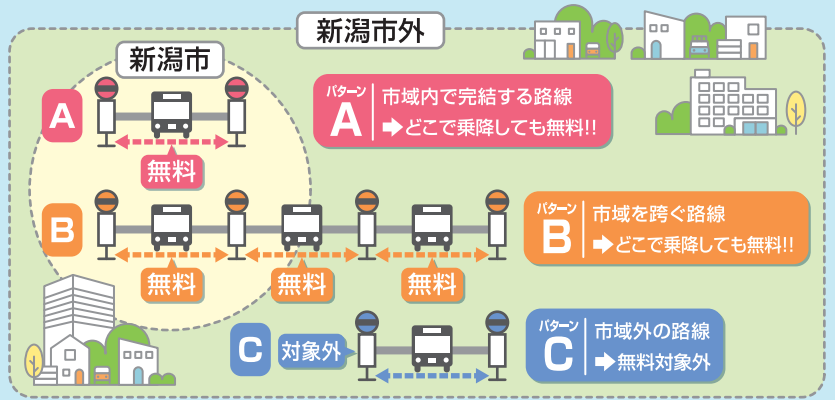 新潟市外
新潟市
A
無料
パターン
A
市域内で完結する路線
➡どこで乗降しても無料!!
B
無料
無料
無料
パターン
B
市域を跨ぐ路線
➡どこで乗降しても無料!!
C
対象外
パターン
C
市域外の路線
➡無料対象外